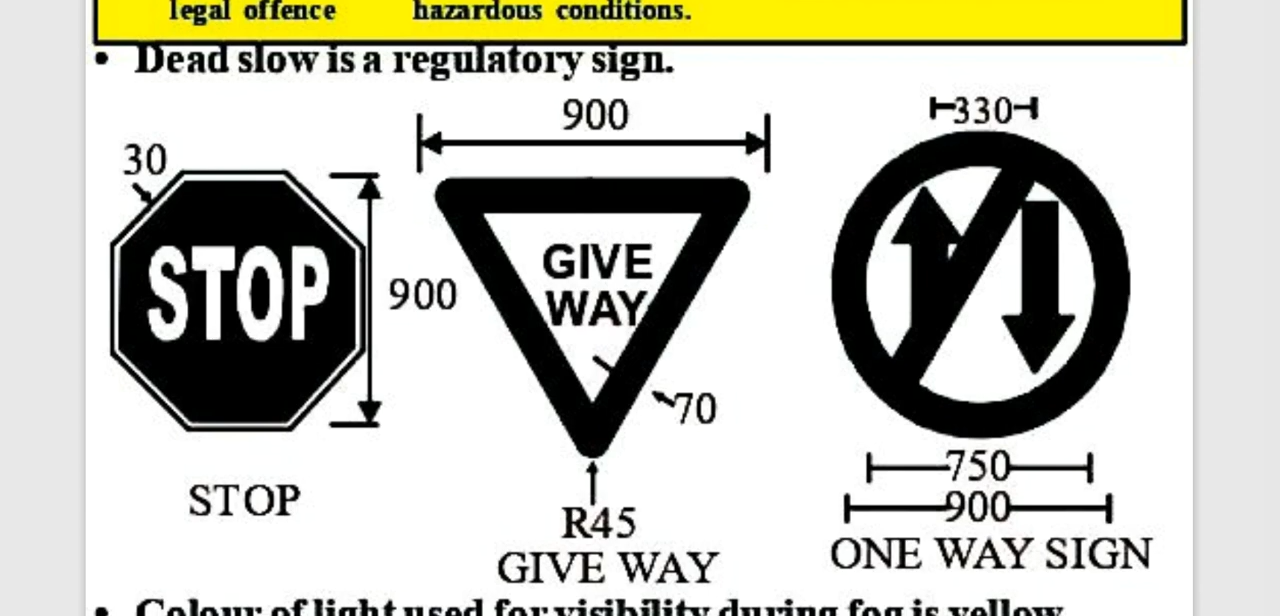 legal offence hazardous conditions.
• Dead slow is a regulatory sign.
900
330
30
STOP
900
GIVE
WAY
70
750
900
R45
STOP
GIVE WAY
ONE WAY SIGN
• Colour of light used for visibility during fog is yellow